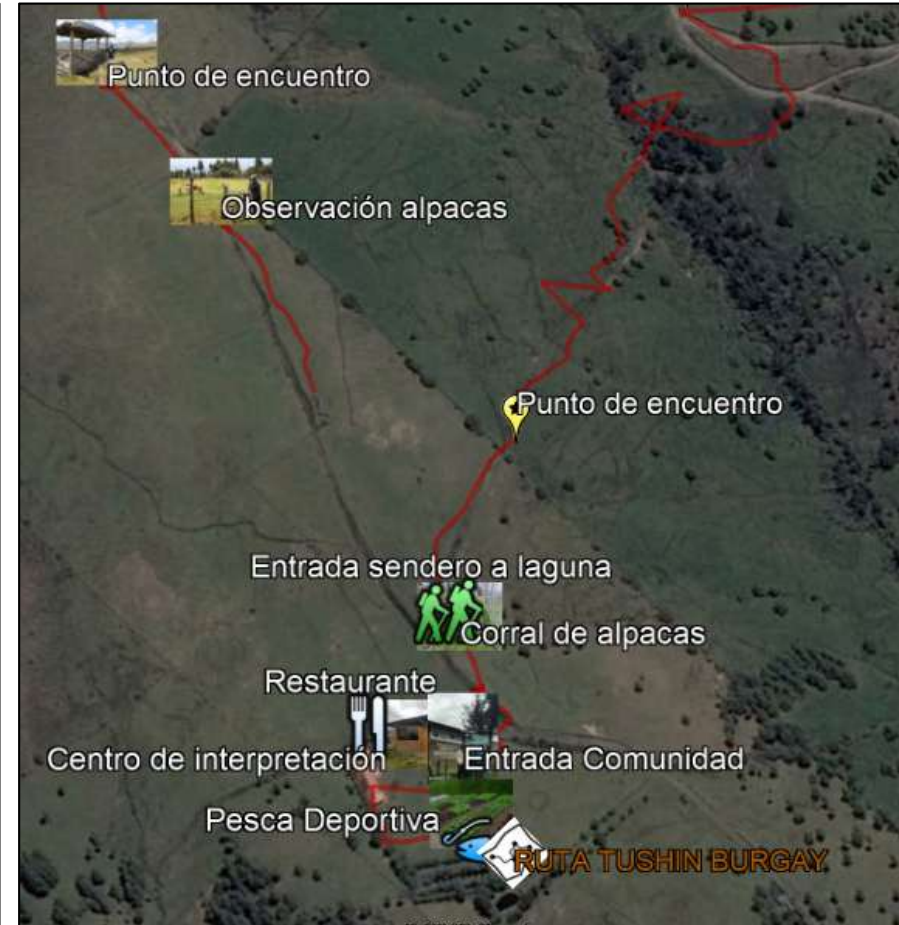 Punto de encuentro
Observación alpacas
Punto de encuentro
Entrada sendero a laguna
Corral de alpacas
Restaurante
Centro de interpretación
Entrada Comunidad
Pesca Deportiva
RUTA TUSHIN BURGAY